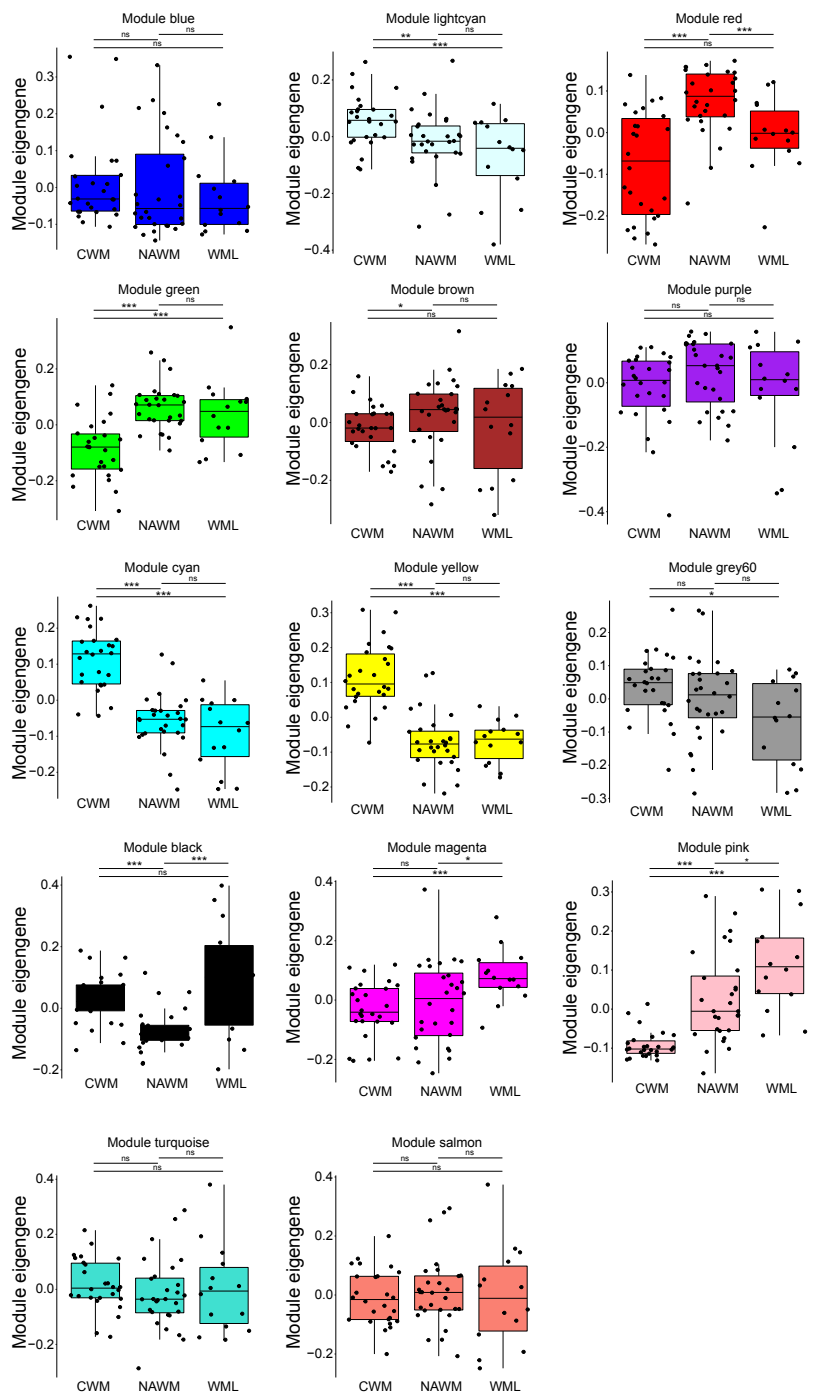 Module blue
ns ns
ns
Module eigengene
0.3
0.2
0.1
0.0
−0.1
CWM NAWM WML
Module lightcyan
** ns
***
Module eigengene
0.2
0.0
−0.2
−0.4
CWM NAWM WML
Module red
*** ***
ns
Module eigengene
0.1
0.0
−0.1
−0.2
CWM NAWM WML
Module green
*** ns
***
Module eigengene
0.2
0.0
−0.2
CWM NAWM WML
Module brown
* ns
ns
Module eigengene
0.2
0.0
−0.2
CWM NAWM WML
Module purple
ns ns
ns
Module eigengene
0.0
−0.2
−0.4
CWM NAWM WML
Module cyan
*** ns
***
Module eigengene
0.2
0.1
0.0
−0.1
−0.2
CWM NAWM WML
Module yellow
*** ns
***
Module eigengene
0.3
0.2
0.1
0.0
−0.1
−0.2
CWM NAWM WML
Module grey60
ns ns
*
Module eigengene
0.2
0.1
0.0
−0.1
−0.2
−0.3
CWM NAWM WML
Module black
*** ***
ns
Module eigengene
0.4
0.2
0.0
−0.2
CWM NAWM WML
Module magenta
ns *
***
Module eigengene
0.4
0.2
0.0
−0.2
CWM NAWM WML
Module pink
*** *
***
Module eigengene
0.3
0.2
0.1
0.0
−0.1
CWM NAWM WML
Module turquoise
ns ns
ns
Module eigengene
0.4
0.2
0.0
−0.2
CWM NAWM WML
Module salmon
ns ns
ns
Module eigengene
0.4
0.2
0.0
−0.2
CWM NAWM WML